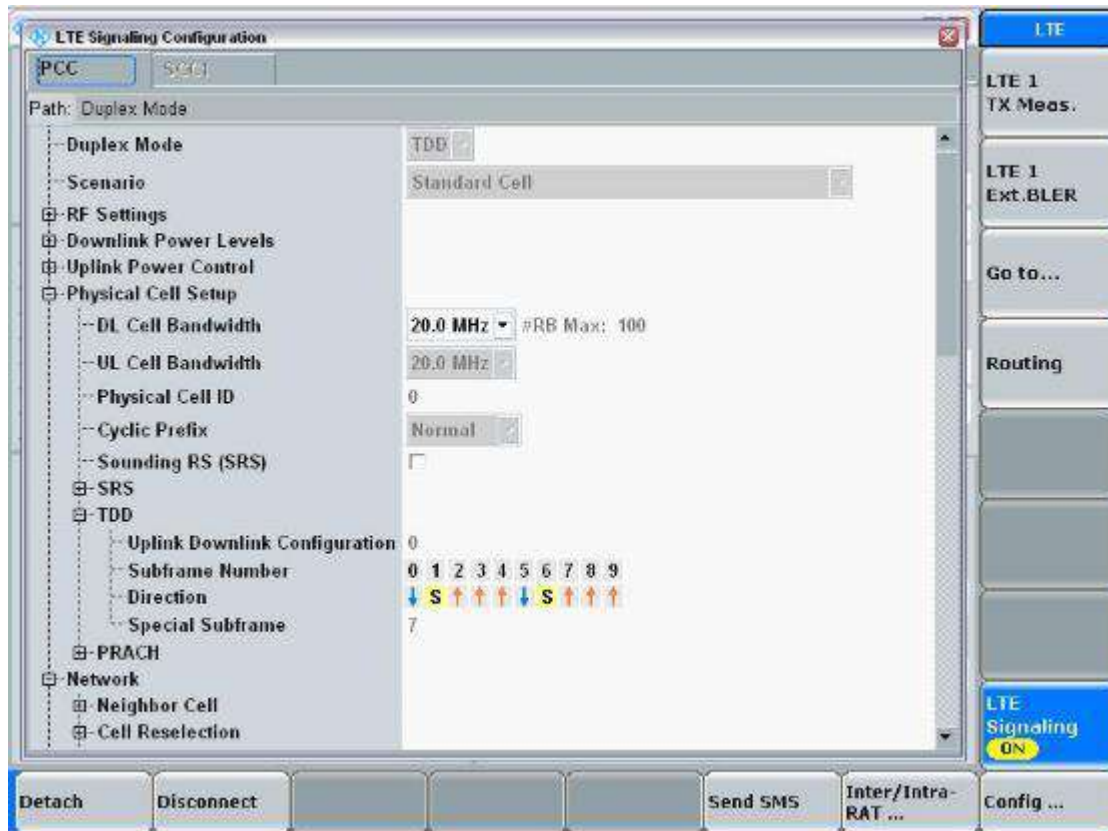 LTE Signaling Configuration
LTE
PCC SCC1
Path: Duplex Mode
LTE 1
TX Meas.
Duplex Mode TDD
Scenario Standard Cell
LTE 1
Ext.BLER
RF Settings
Downlink Power Levels
Uplink Power Control
Go to...
Physical Cell Setup
DL Cell Bandwidth 20.0 MHz #RB Max: 100
UL Cell Bandwidth 20.0 MHz
Routing
Physical Cell ID 0
Cyclic Prefix Normal
Sounding RS (SRS)
SRS
TDD
Uplink Downlink Configuration 0
Subframe Number 0 1 2 3 4 5 6 7 8 9
Direction ↓ S ↑ ↑ ↑ ↓ S ↑ ↑ ↑
Special Subframe 7
PRACH
Network
Neighbor Cell
Cell Reselection
LTE
Signaling
ON
Detach Disconnect Send SMS Inter/Intra-
RAT ...
Config ...